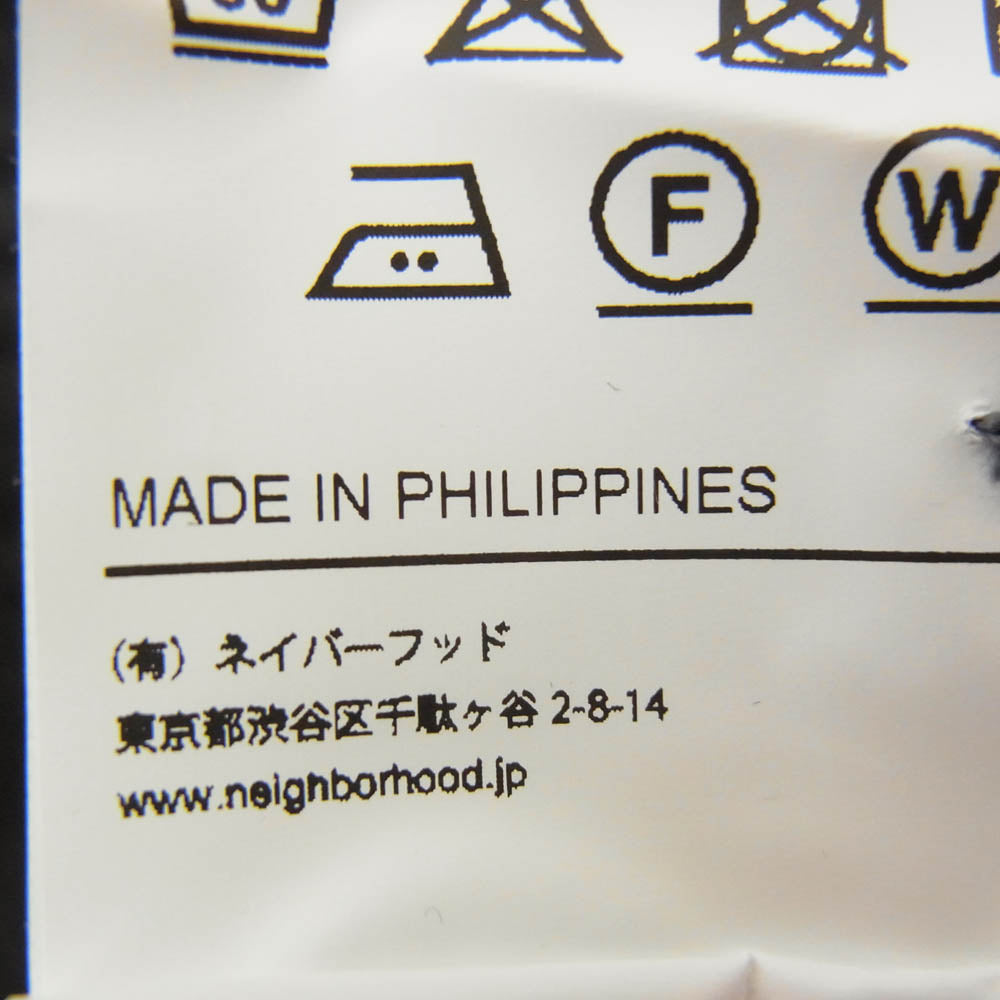 F W
MADE IN PHILIPPINES
(有) ネイバーフッド
東京都渋谷区千駄ヶ谷 2-8-14
www.neighborhood.jp